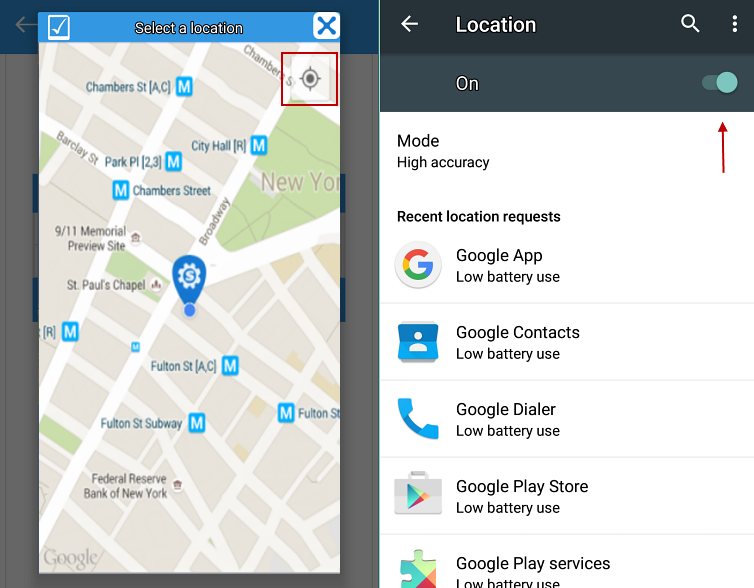 Select a location
Chambers S
Chambers St [A,C] M
City Hall [R] M
Barclay St
Park Pl [2,3] M
New Yo
M Chambers Street
Broadway
9/11 Memorial
Preview Site
St. Paul's Chapel
S
[R] M
M
Fulton St [A,C] M
M Fulton St
Fulton St Subway M
Federal Reserve
Bank of New York
Google
Location
On
Mode
High accuracy
Recent location requests
G
Google App
Low battery use
Google Contacts
Low battery use
Google Dialer
Low battery use
Google Play Store
Low battery use
Google Play services
Low battery use